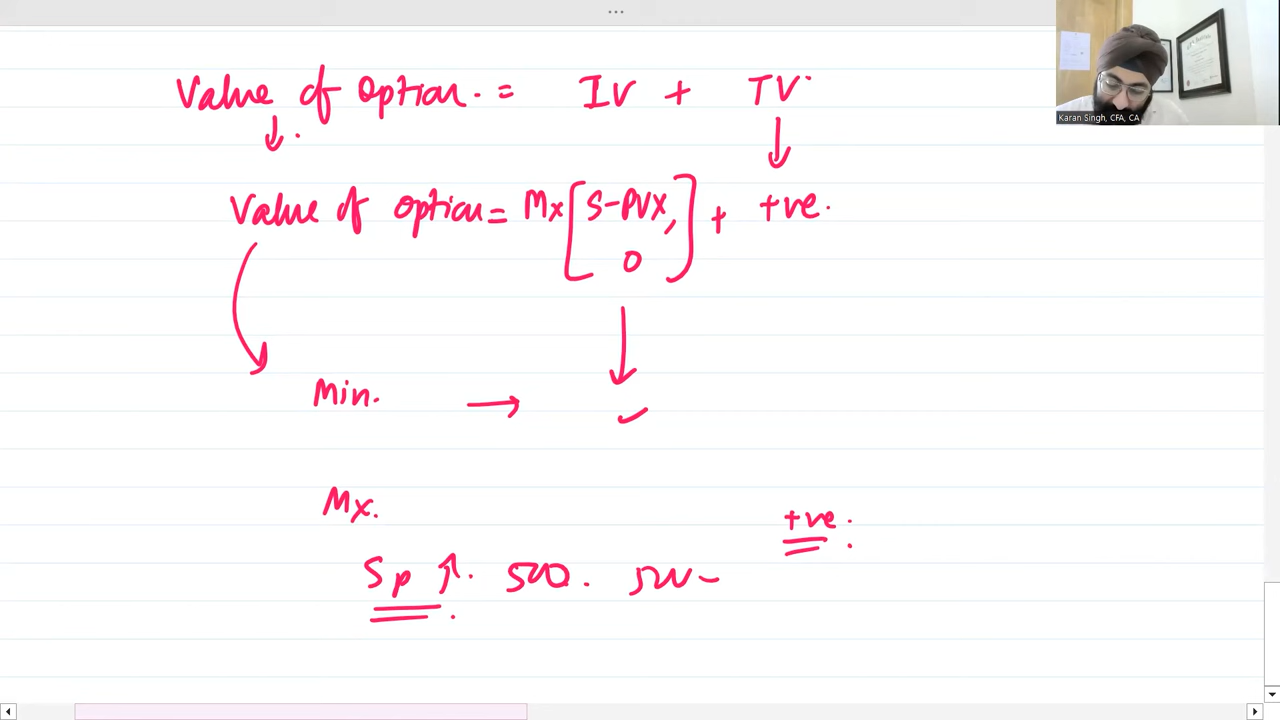 Value of Option. = IV + TV.
Value of option = Mx [S-PVX, 0] + +ve.
Min.
Mx.
+ve.
Sp ↑. 500.
Karan Singh, CFA, CA